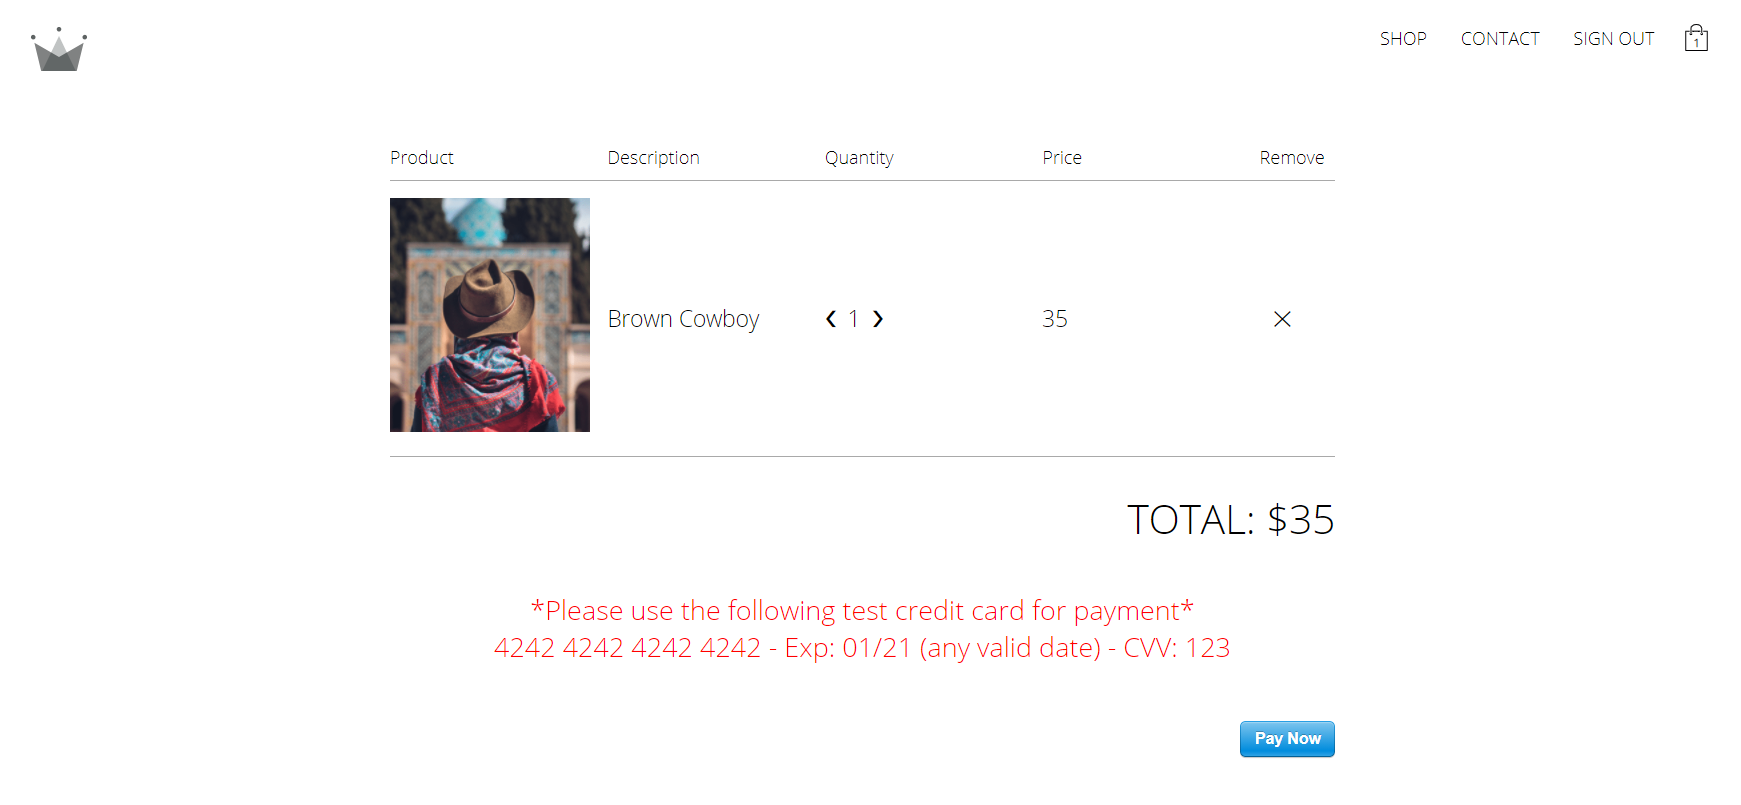 SHOP CONTACT SIGN OUT 1
Product Description Quantity Price Remove
Brown Cowboy ❮ 1 ❯ 35 ✕
TOTAL: $35
*Please use the following test credit card for payment*
4242 4242 4242 4242 - Exp: 01/21 (any valid date) - CVV: 123
Pay Now